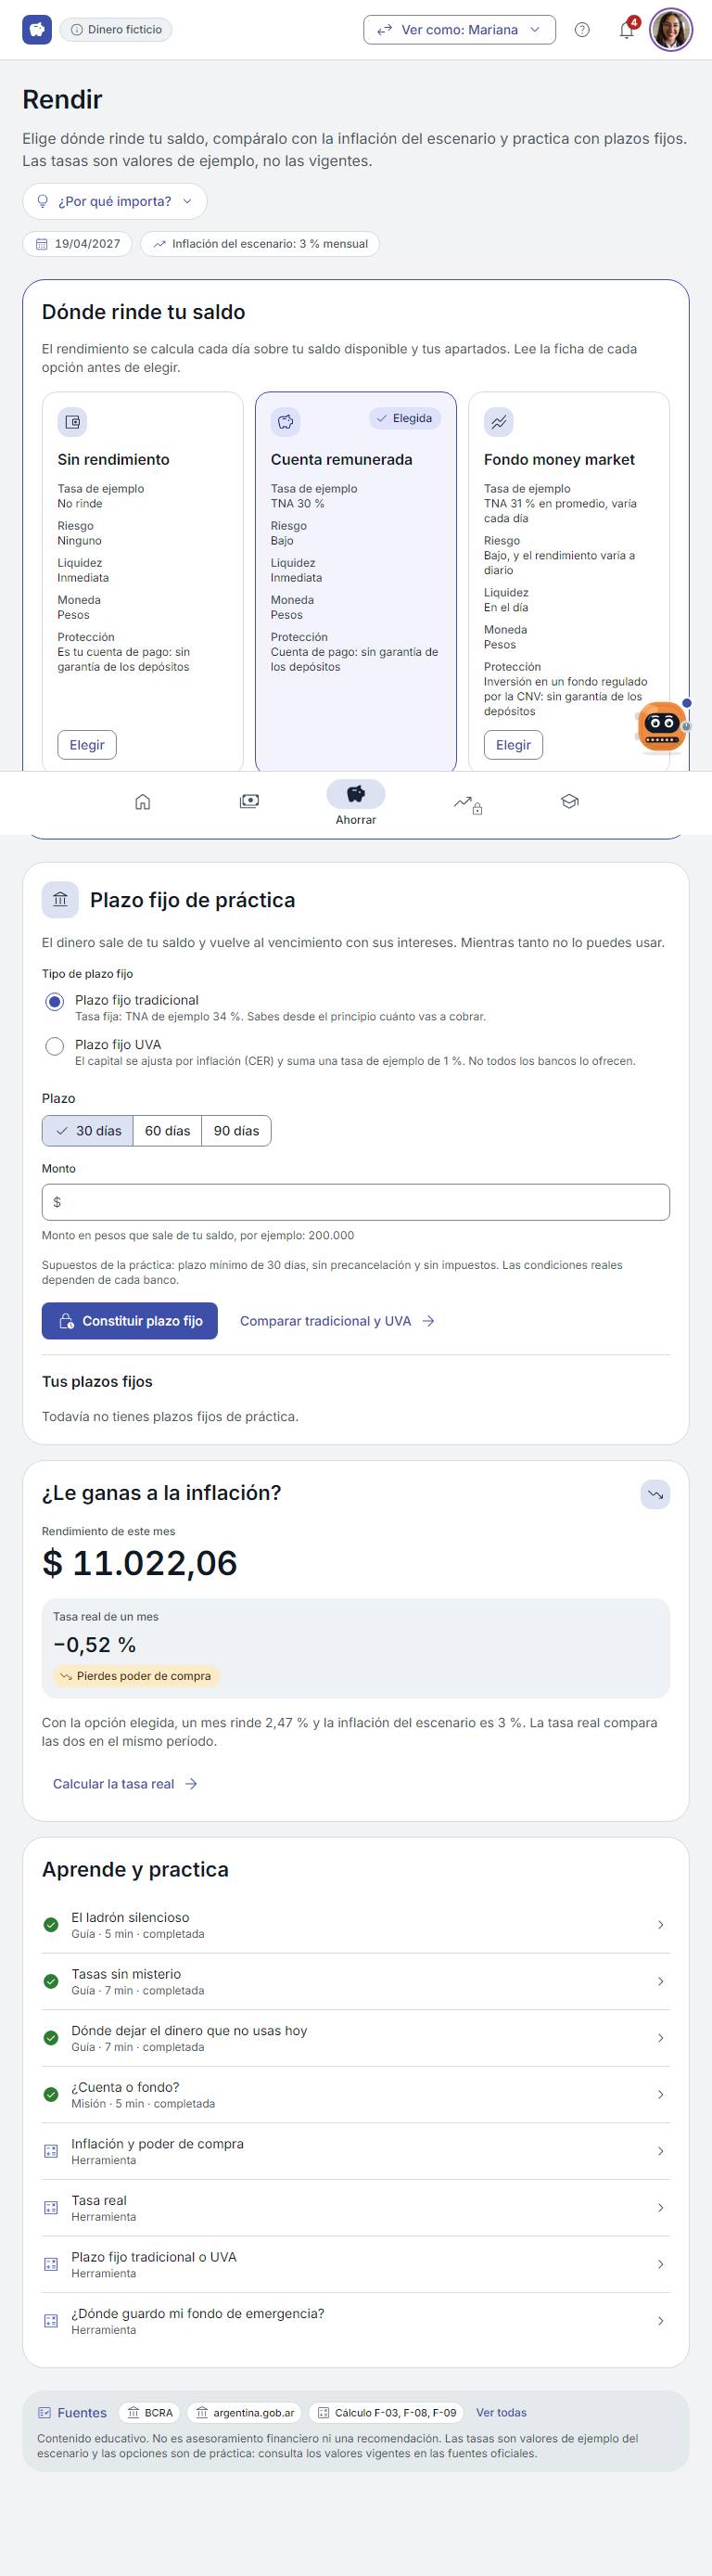 Dinero ficticio
Ver como: Mariana
4
Rendir
Elige dónde rinde tu saldo, compáralo con la inflación del escenario y practica con plazos fijos.
Las tasas son valores de ejemplo, no las vigentes.
¿Por qué importa?
19/04/2027
Inflación del escenario: 3 % mensual
Dónde rinde tu saldo
El rendimiento se calcula cada día sobre tu saldo disponible y tus apartados. Lee la ficha de cada
opción antes de elegir.
Sin rendimiento
Tasa de ejemplo
No rinde
Riesgo
Ninguno
Liquidez
Inmediata
Moneda
Pesos
Protección
Es tu cuenta de pago: sin
garantía de los depósitos
Elegir
Elegida
Cuenta remunerada
Tasa de ejemplo
TNA 30 %
Riesgo
Bajo
Liquidez
Inmediata
Moneda
Pesos
Protección
Cuenta de pago: sin garantía de
los depósitos
Fondo money market
Tasa de ejemplo
TNA 31 % en promedio, varía
cada día
Riesgo
Bajo, y el rendimiento varía a
diario
Liquidez
En el día
Moneda
Pesos
Protección
Inversión en un fondo regulado
por la CNV: sin garantía de los
depósitos
Elegir
Ahorrar
Plazo fijo de práctica
El dinero sale de tu saldo y vuelve al vencimiento con sus intereses. Mientras tanto no lo puedes usar.
Tipo de plazo fijo
Plazo fijo tradicional
Tasa fija: TNA de ejemplo 34 %. Sabes desde el principio cuánto vas a cobrar.
Plazo fijo UVA
El capital se ajusta por inflación (CER) y suma una tasa de ejemplo de 1 %. No todos los bancos lo ofrecen.
Plazo
30 días
60 días
90 días
Monto
$
Monto en pesos que sale de tu saldo, por ejemplo: 200.000
Supuestos de la práctica: plazo mínimo de 30 días, sin precancelación y sin impuestos. Las condiciones reales
dependen de cada banco.
Constituir plazo fijo
Comparar tradicional y UVA
Tus plazos fijos
Todavía no tienes plazos fijos de práctica.
¿Le ganas a la inflación?
Rendimiento de este mes
$ 11.022,06
Tasa real de un mes
−0,52 %
Pierdes poder de compra
Con la opción elegida, un mes rinde 2,47 % y la inflación del escenario es 3 %. La tasa real compara
las dos en el mismo período.
Calcular la tasa real
Aprende y practica
El ladrón silencioso
Guía · 5 min · completada
Tasas sin misterio
Guía · 7 min · completada
Dónde dejar el dinero que no usas hoy
Guía · 7 min · completada
¿Cuenta o fondo?
Misión · 5 min · completada
Inflación y poder de compra
Herramienta
Tasa real
Herramienta
Plazo fijo tradicional o UVA
Herramienta
¿Dónde guardo mi fondo de emergencia?
Herramienta
Fuentes
BCRA
argentina.gob.ar
Cálculo F-03, F-08, F-09
Ver todas
Contenido educativo. No es asesoramiento financiero ni una recomendación. Las tasas son valores de ejemplo del
escenario y las opciones son de práctica: consulta los valores vigentes en las fuentes oficiales.